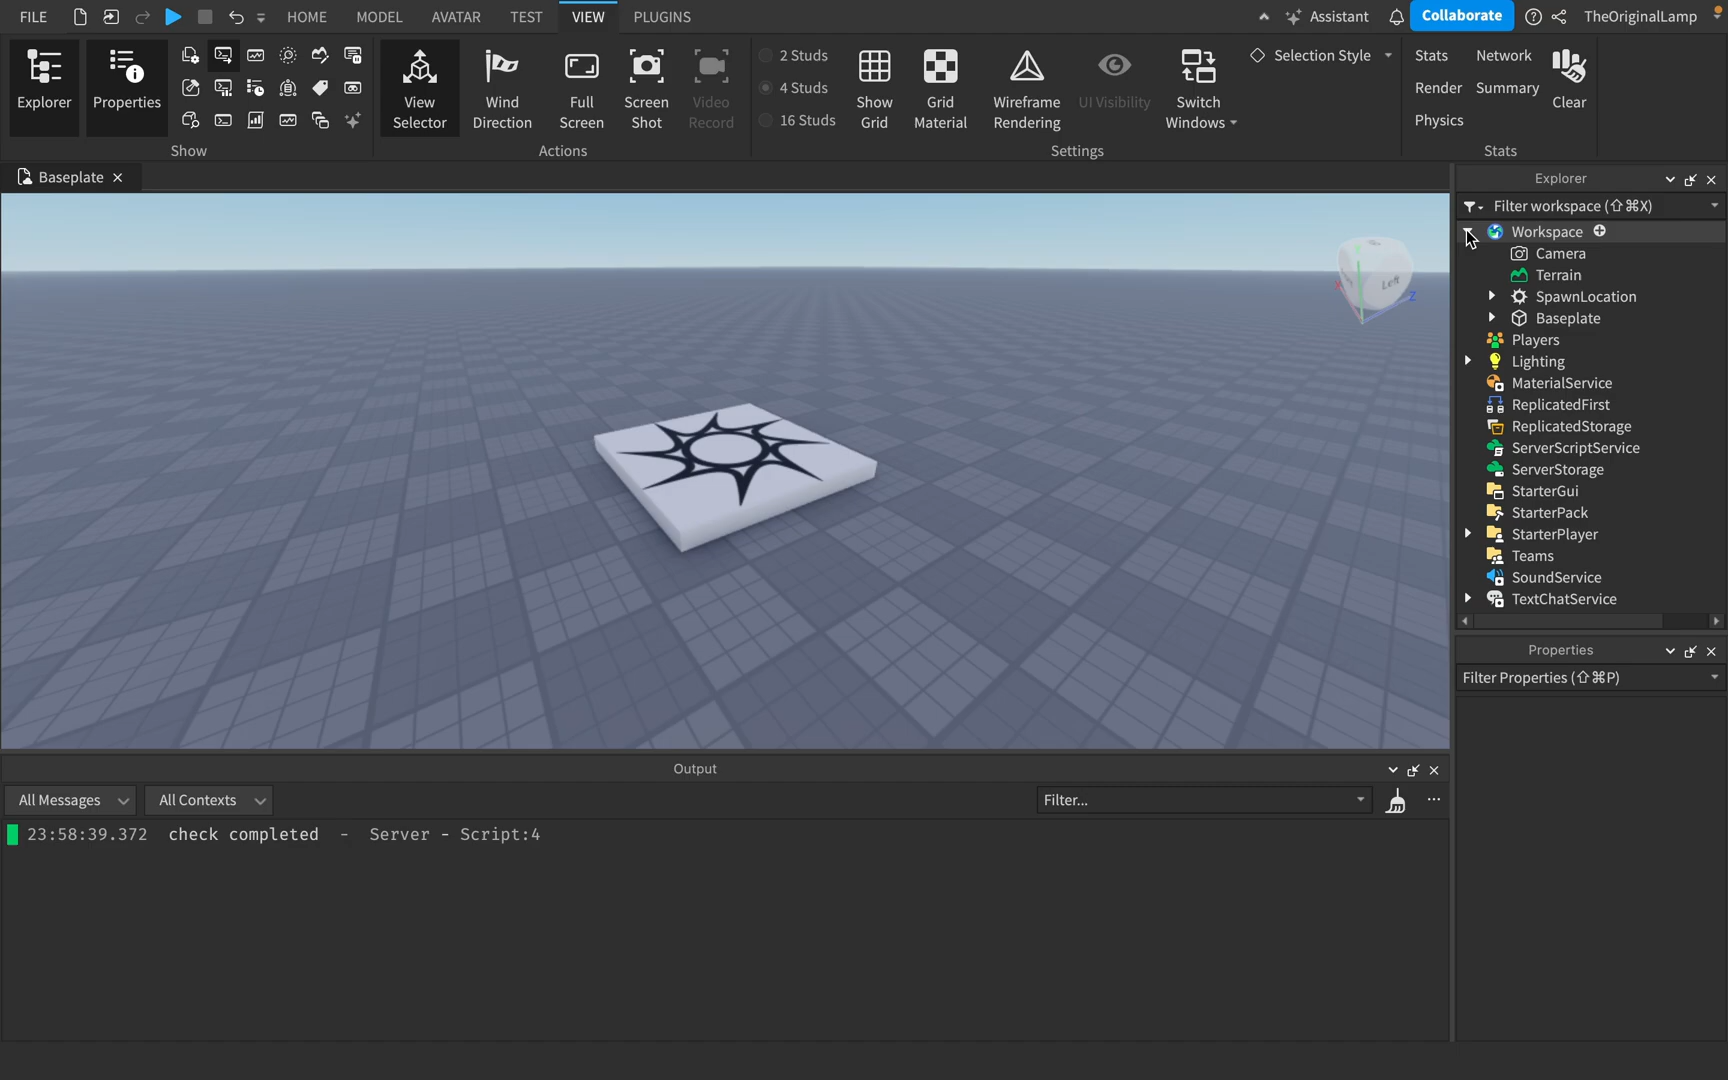 FILE HOME MODEL AVATAR TEST VIEW PLUGINS Assistant Collaborate TheOriginalLamp
Explorer
Properties
Show
View Selector
Wind Direction
Full Screen
Screen Shot
Video Record
Actions
2 Studs
4 Studs
16 Studs
Show Grid
Grid Material
Wireframe Rendering
UI Visibility
Switch Windows
Selection Style
Settings
Stats Network
Render Summary
Physics
Clear
Stats
Baseplate
Left
X
Z
Explorer
Filter workspace (⇧⌘X)
Workspace
Camera
Terrain
SpawnLocation
Baseplate
Players
Lighting
MaterialService
ReplicatedFirst
ReplicatedStorage
ServerScriptService
ServerStorage
StarterGui
StarterPack
StarterPlayer
Teams
SoundService
TextChatService
Properties
Filter Properties (⇧⌘P)
Output
All Messages All Contexts Filter... ...
23:58:39.372 check completed - Server - Script:4